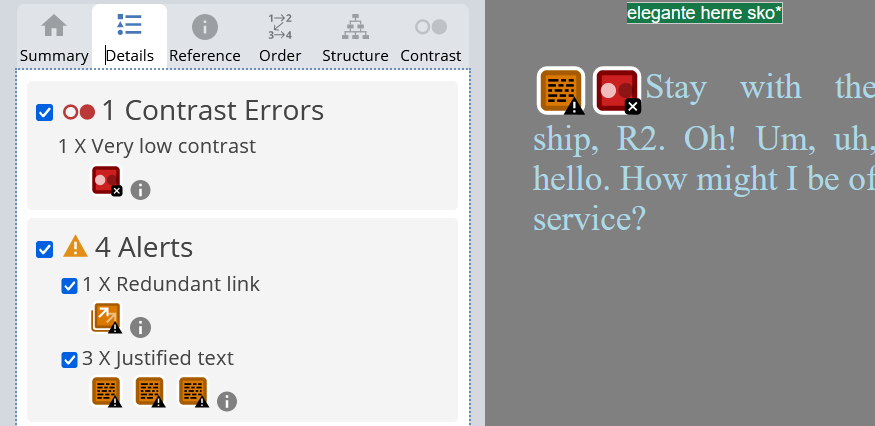 Summary Details Reference Order Structure Contrast
1 Contrast Errors
1 X Very low contrast
4 Alerts
1 X Redundant link
3 X Justified text
elegante herre sko*
Stay with the
ship, R2. Oh! Um, uh,
hello. How might I be of
service?